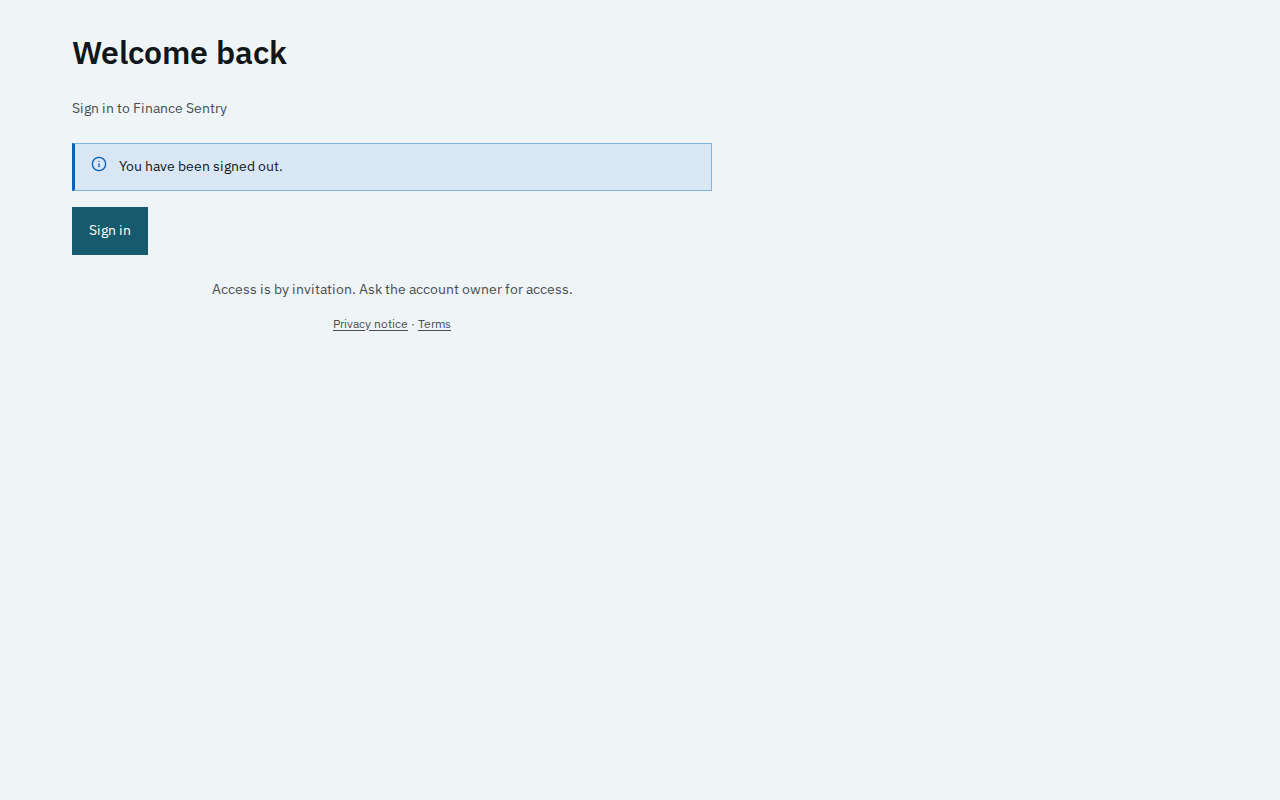 Welcome back
Sign in to Finance Sentry
You have been signed out.
Sign in
Access is by invitation. Ask the account owner for access.
Privacy notice · Terms